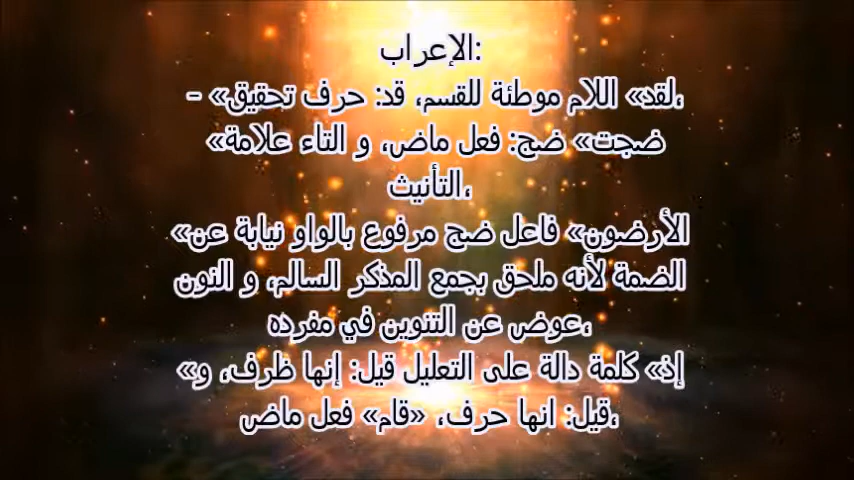 الإعراب:
- «لقد» اللام موطئة للقسم، قد: حرف تحقيق،
«ضجت» ضج: فعل ماض، و التاء علامة
التأنيث،
«الأرضون» فاعل ضج مرفوع بالواو نيابة عن
الضمة لأنه ملحق بجمع المذكر السالم، و النون
عوض عن التنوين في مفرده،
«إذ» كلمة دالة على التعليل قيل: إنها ظرف، و
قيل: انها حرف، «قام» فعل ماض،